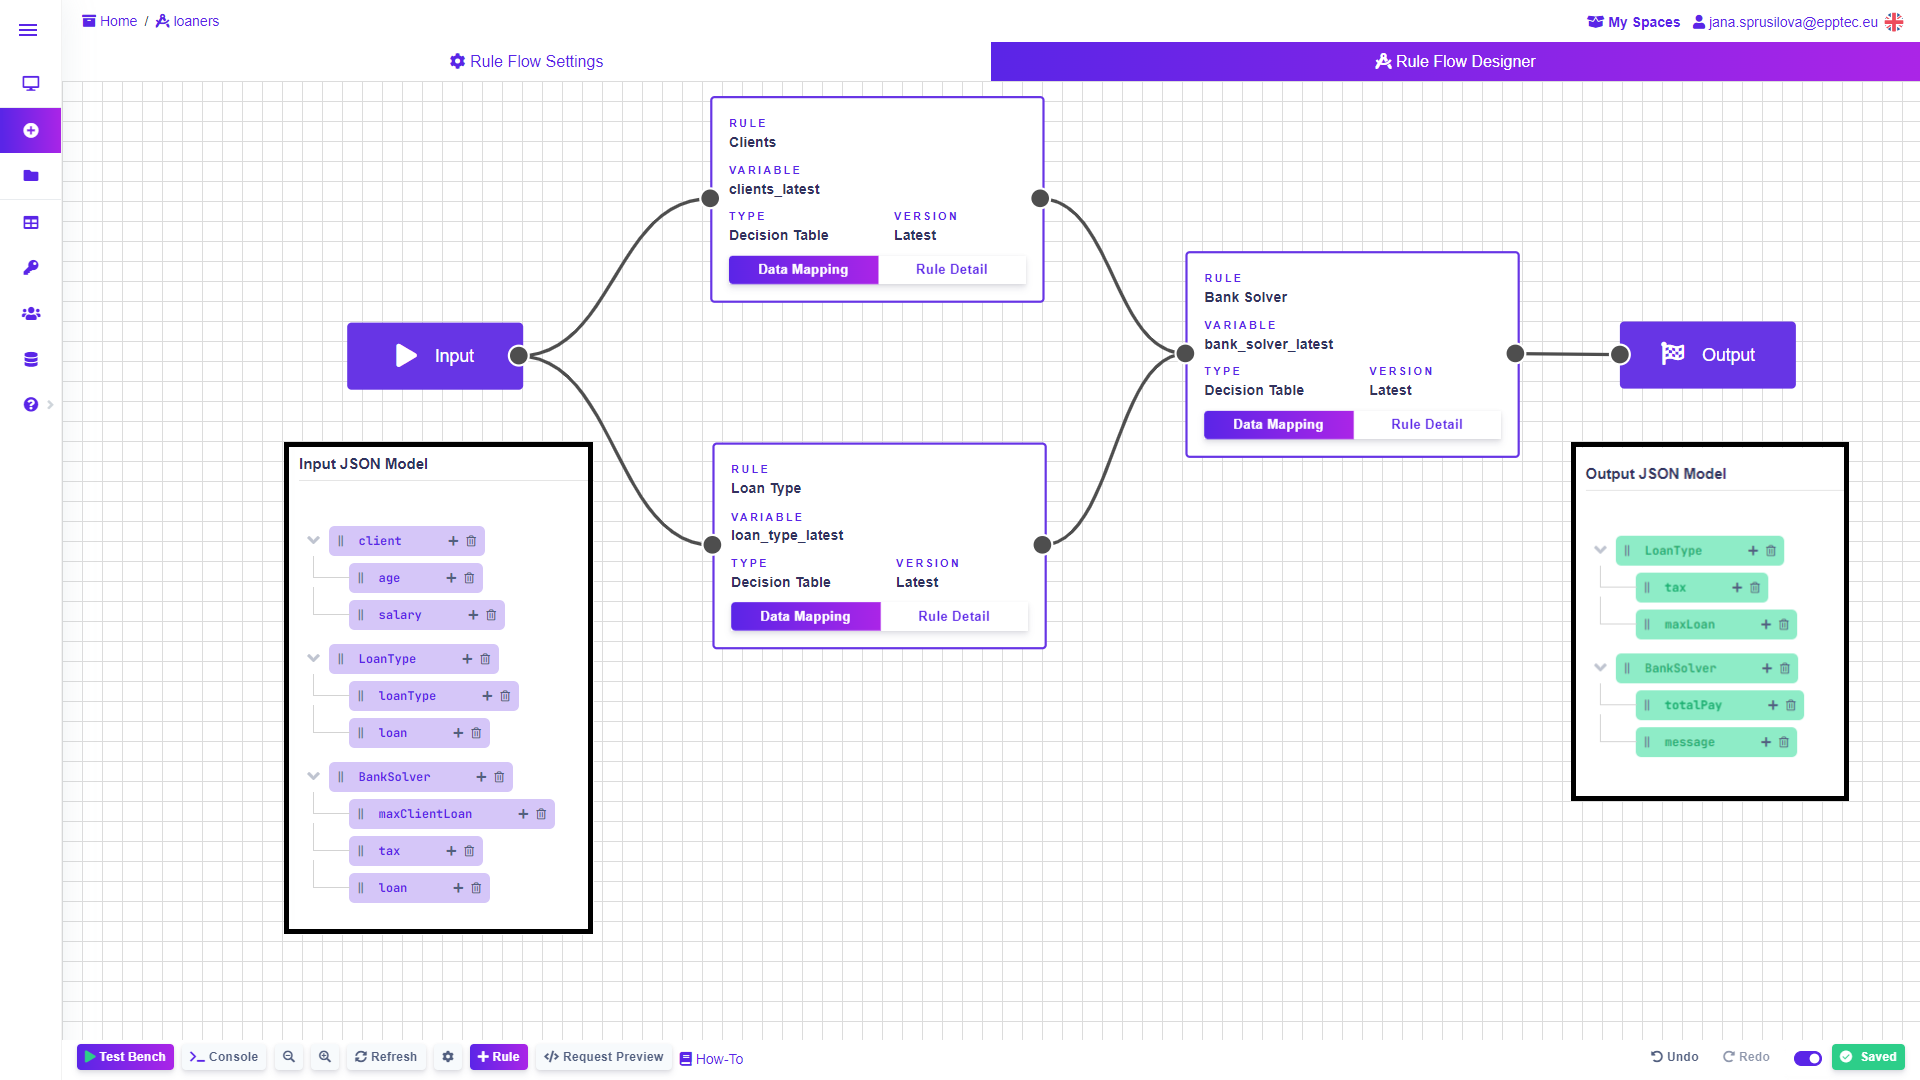 Home / loaners
My Spaces jana.sprusilova@epptec.eu
Rule Flow Settings
Rule Flow Designer
RULE
Clients
VARIABLE
clients_latest
TYPE VERSION
Decision Table Latest
Data Mapping Rule Detail
Input
RULE
Bank Solver
VARIABLE
bank_solver_latest
TYPE VERSION
Decision Table Latest
Data Mapping Rule Detail
Output
RULE
Loan Type
VARIABLE
loan_type_latest
TYPE VERSION
Decision Table Latest
Data Mapping Rule Detail
Input JSON Model
client
age
salary
LoanType
loanType
loan
BankSolver
maxClientLoan
tax
loan
Output JSON Model
LoanType
tax
maxLoan
BankSolver
totalPay
message
Test Bench Console Refresh Rule Request Preview How-To Undo Redo Saved